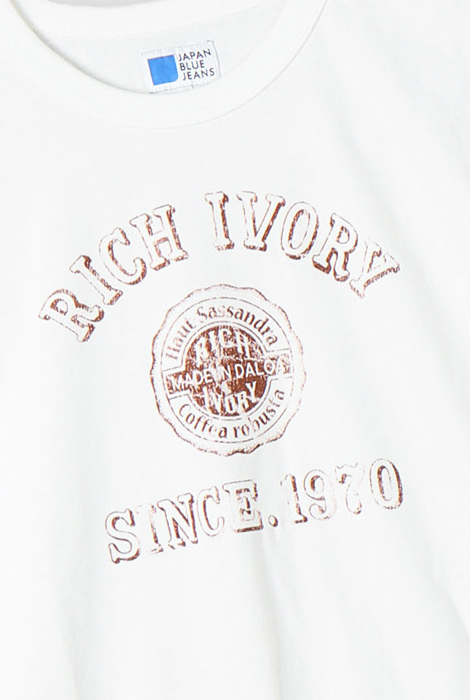 JAPAN
BLUE
JEANS
RICH IVORY
Haut Sassandra
RICH
MADE IN DALOA
IVORY
Coffea robusta
SINCE.1970